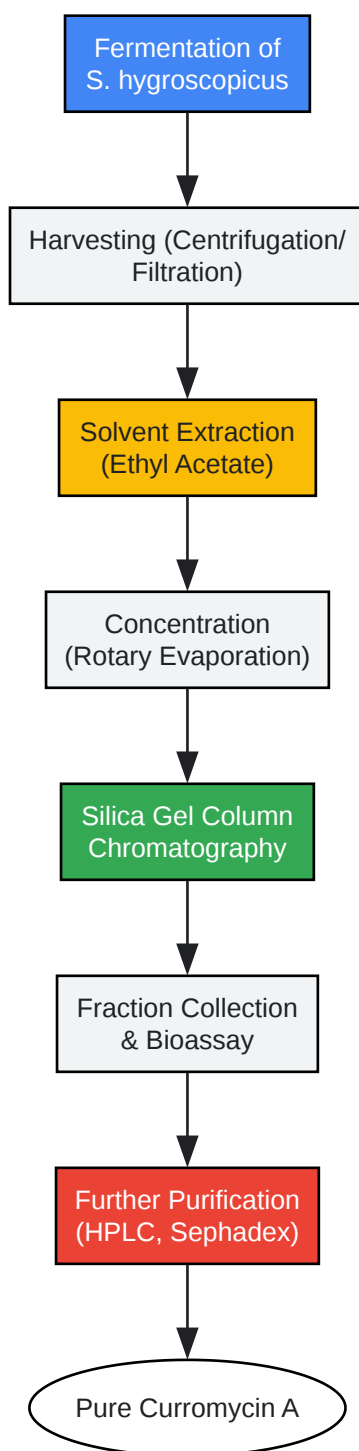 Fermentation of
S. hygroscopicus
Harvesting (Centrifugation/
Filtration)
Solvent Extraction
(Ethyl Acetate)
Concentration
(Rotary Evaporation)
Silica Gel Column
Chromatography
Fraction Collection
& Bioassay
Further Purification
(HPLC, Sephadex)
Pure Curromycin A